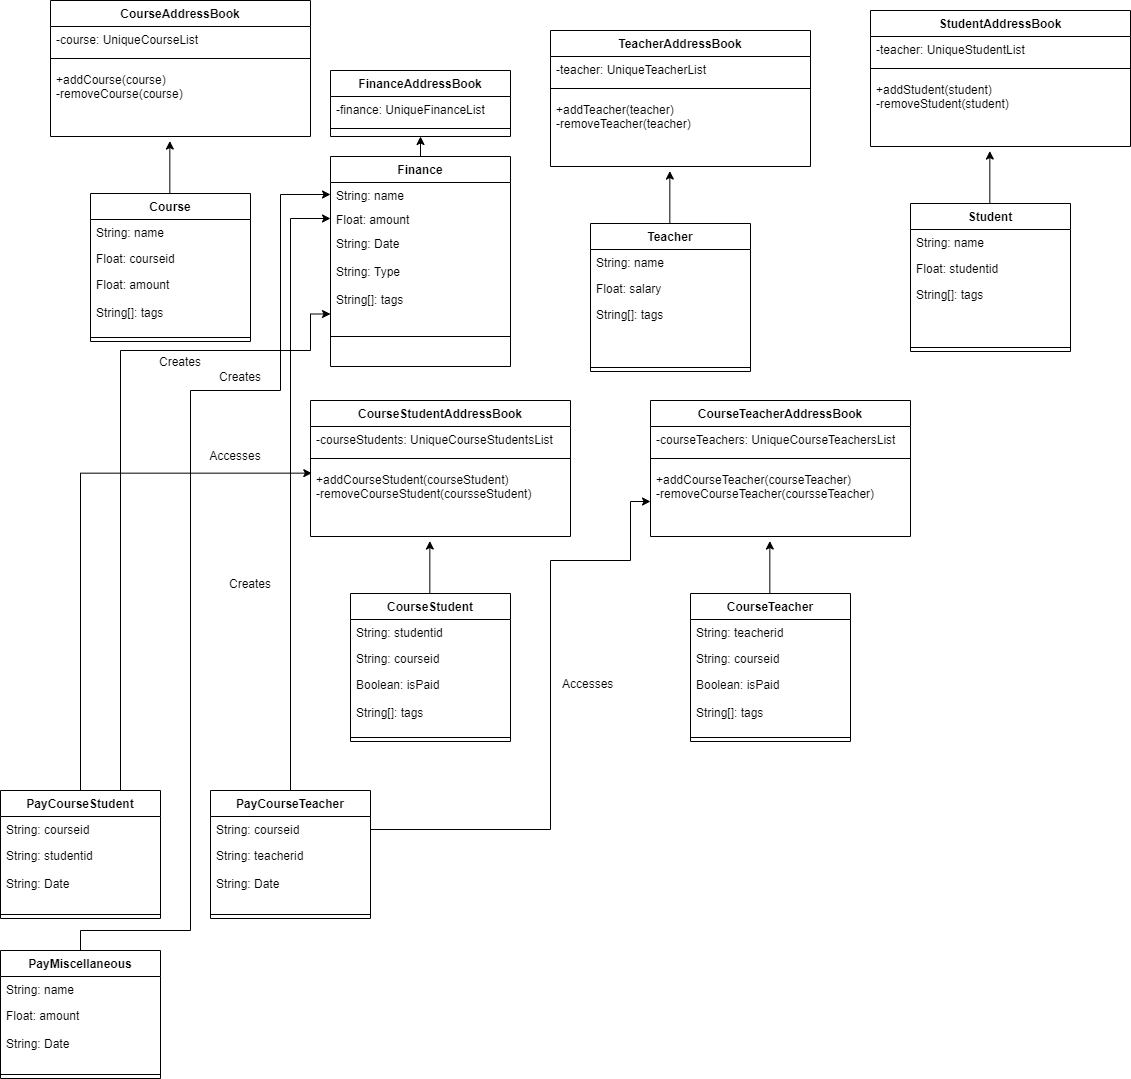 CourseAddressBook
-course: UniqueCourseList
+addCourse(course)
-removeCourse(course)
FinanceAddressBook
-finance: UniqueFinanceList
TeacherAddressBook
-teacher: UniqueTeacherList
+addTeacher(teacher)
-removeTeacher(teacher)
StudentAddressBook
-teacher: UniqueStudentList
+addStudent(student)
-removeStudent(student)
Course
String: name
Float: courseid
Float: amount
String[]: tags
Finance
String: name
Float: amount
String: Date
String: Type
String[]: tags
Teacher
String: name
Float: salary
String[]: tags
Student
String: name
Float: studentid
String[]: tags
Creates
Creates
CourseStudentAddressBook
-courseStudents: UniqueCourseStudentsList
+addCourseStudent(courseStudent)
-removeCourseStudent(coursseStudent)
CourseTeacherAddressBook
-courseTeachers: UniqueCourseTeachersList
+addCourseTeacher(courseTeacher)
-removeCourseTeacher(coursseTeacher)
Accesses
Creates
CourseStudent
String: studentid
String: courseid
Boolean: isPaid
String[]: tags
Accesses
CourseTeacher
String: teacherid
String: courseid
Boolean: isPaid
String[]: tags
PayCourseStudent
String: courseid
String: studentid
String: Date
PayCourseTeacher
String: courseid
String: teacherid
String: Date
PayMiscellaneous
String: name
Float: amount
String: Date